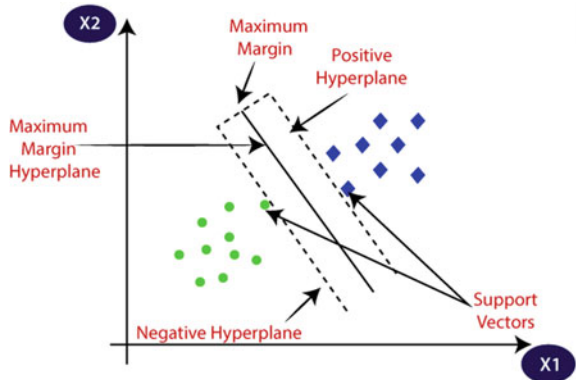 X2
Maximum
Margin
Positive
Hyperplane
Maximum
Margin
Hyperplane
Support
Vectors
Negative Hyperplane
X1